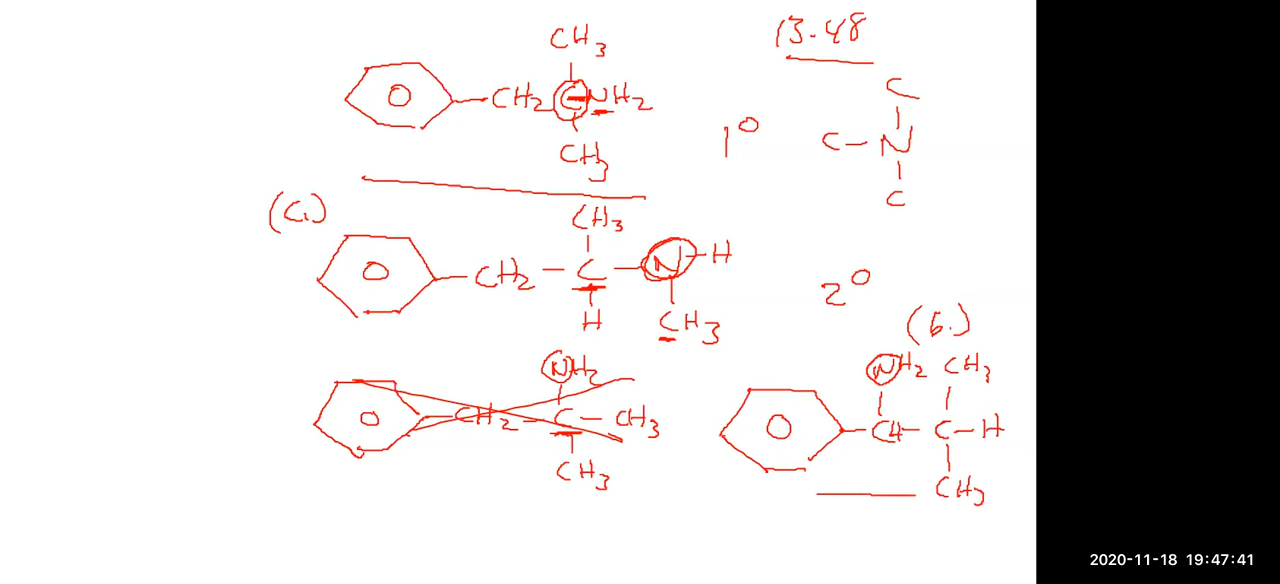 CH3
13.48
CH2 C NH2
C
C-N
C
1°
CH3
(C.)
CH3
CH2 - C - N - H
H
CH3
2°
(6.)
NH2
CH2 - C - CH3
CH3
NH2 CH3
CH - C - H
CH3
2020-11-18 19:47:41